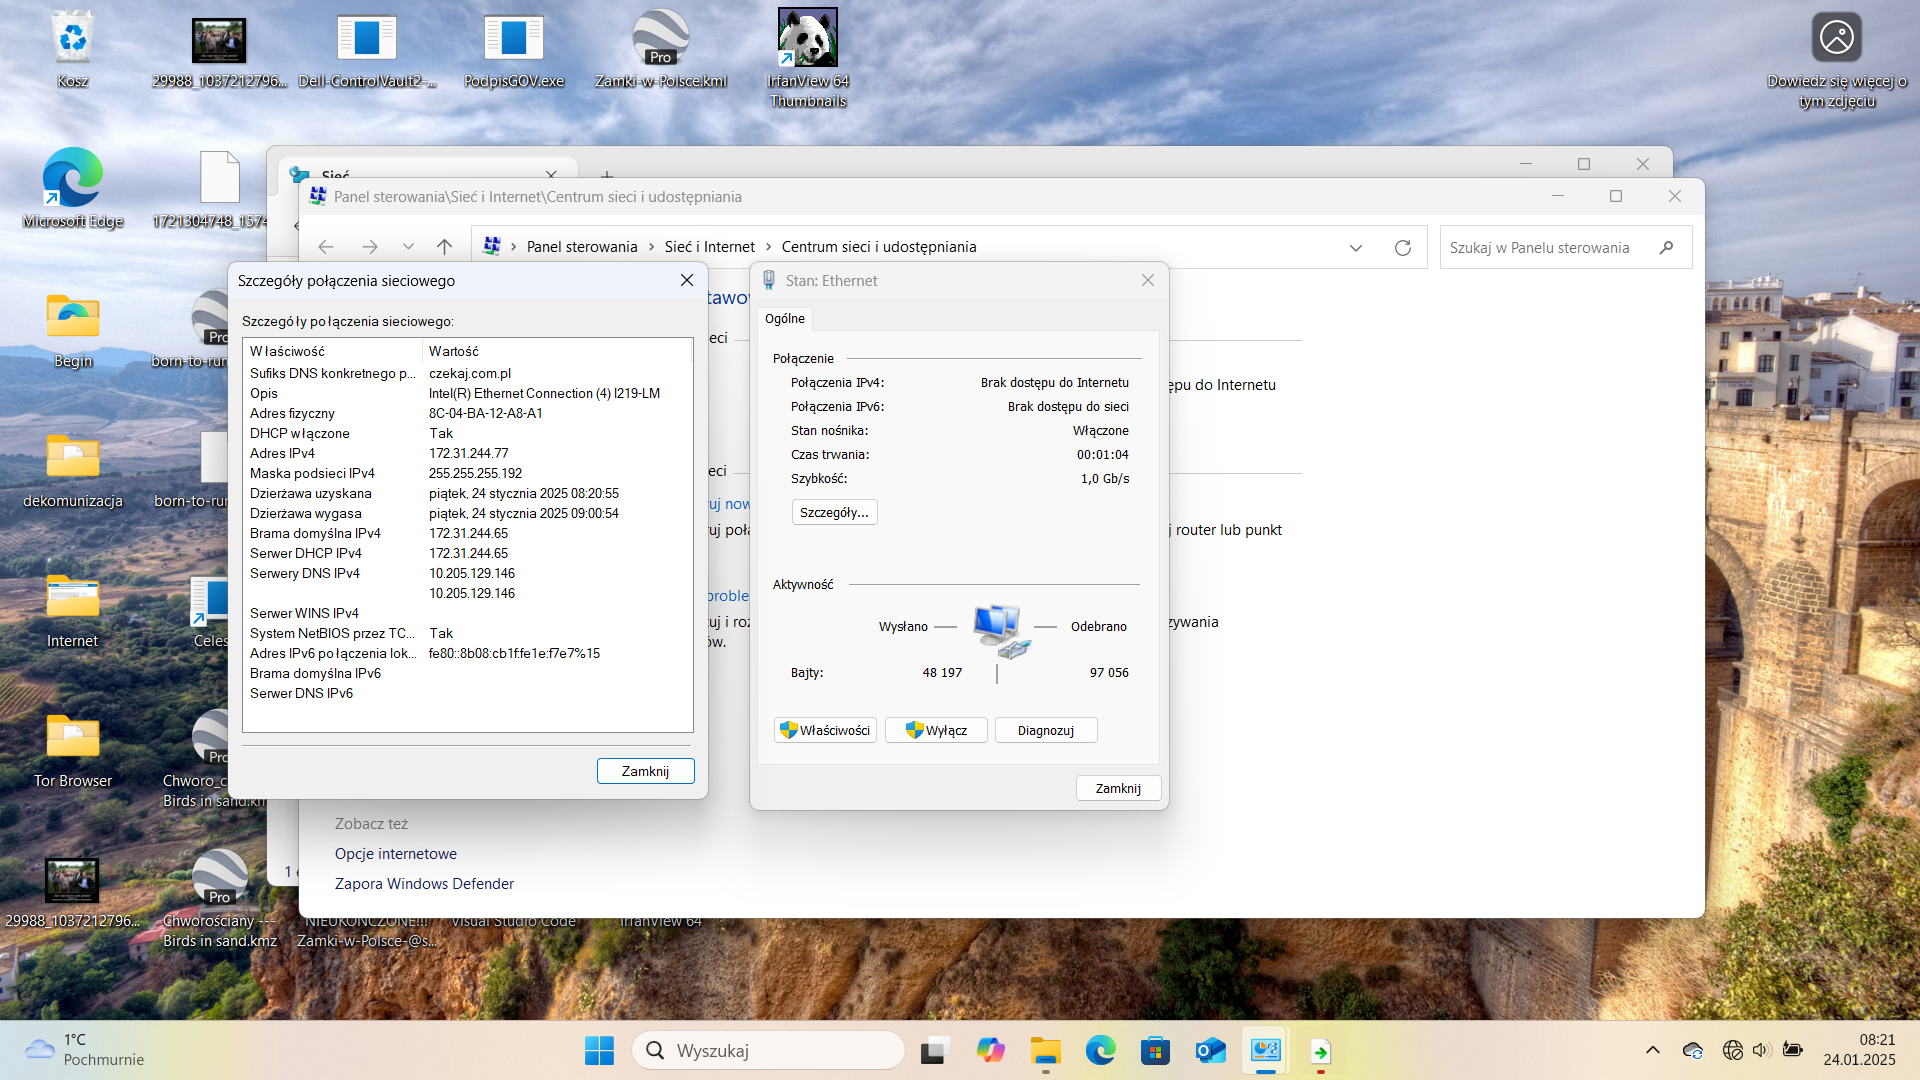 Kosz
29988_1037212796...
Dell-ControlVault2-...
PodpisGOV.exe
Pro
Zamki-w-Polsce.kml
IrfanView 64
Thumbnails
Dowiedz się więcej o
tym zdjęciu
Microsoft Edge
1721304748_1574
Begin
Pro
born-to-run
dekomunizacja
born-to-run
Internet
Celes
Tor Browser
Pro
Chworo_c
Birds in sand.km
29988_1037212796...
Pro
Chworościany ---
Birds in sand.kmz
NIEUKOŃCZONE!!!
Zamki-w-Polsce-@s...
Visual Studio Code
IrfanView 64
Sieć
Panel sterowania\Sieć i Internet\Centrum sieci i udostępniania
Panel sterowania
Sieć i Internet
Centrum sieci i udostępniania
Szukaj w Panelu sterowania
Szczegóły połączenia sieciowego
Szczegóły połączenia sieciowego:
Właściwość Wartość
Sufiks DNS konkretnego p... czekaj.com.pl
Opis Intel(R) Ethernet Connection (4) I219-LM
Adres fizyczny 8C-04-BA-12-A8-A1
DHCP włączone Tak
Adres IPv4 172.31.244.77
Maska podsieci IPv4 255.255.255.192
Dzierżawa uzyskana piątek, 24 stycznia 2025 08:20:55
Dzierżawa wygasa piątek, 24 stycznia 2025 09:00:54
Brama domyślna IPv4 172.31.244.65
Serwer DHCP IPv4 172.31.244.65
Serwery DNS IPv4 10.205.129.146
10.205.129.146
Serwer WINS IPv4
System NetBIOS przez TC... Tak
Adres IPv6 połączenia lok... fe80::8b08:cb1f:fe1e:f7e7%15
Brama domyślna IPv6
Serwer DNS IPv6
Zamknij
tawow
eci
eci
uj now
uj poła
proble
uj i roz
ów.
Stan: Ethernet
Ogólne
Połączenie
Połączenia IPv4: Brak dostępu do Internetu
Połączenia IPv6: Brak dostępu do sieci
Stan nośnika: Włączone
Czas trwania: 00:01:04
Szybkość: 1,0 Gb/s
Szczegóły...
Aktywność
Wysłano
Odebrano
Bajty: 48 197 97 056
Właściwości
Wyłącz
Diagnozuj
Zamknij
ępu do Internetu
j router lub punkt
zywania
Zobacz też
Opcje internetowe
Zapora Windows Defender
1 e
1°C
Pochmurnie
Wyszukaj
08:21
24.01.2025